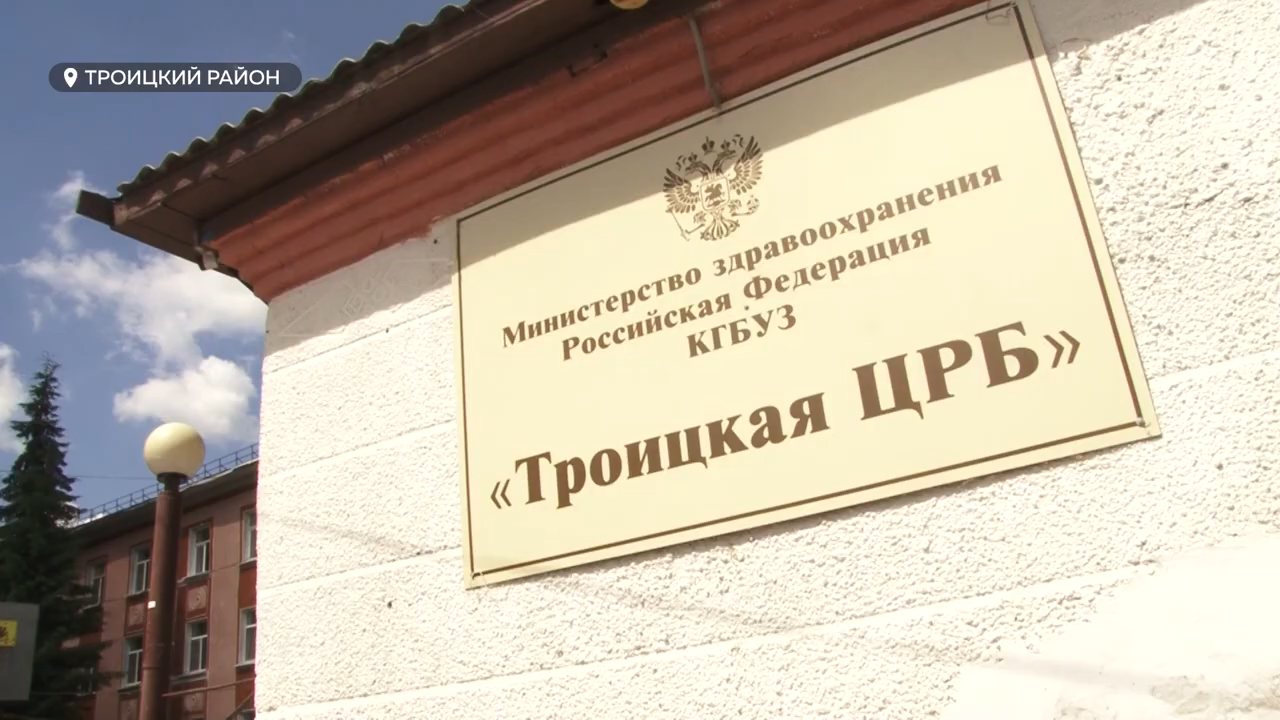 ТРОИЦКИЙ РАЙОН
Министерство здравоохранения
Российская Федерация
КГБУЗ
«Троицкая ЦРБ»